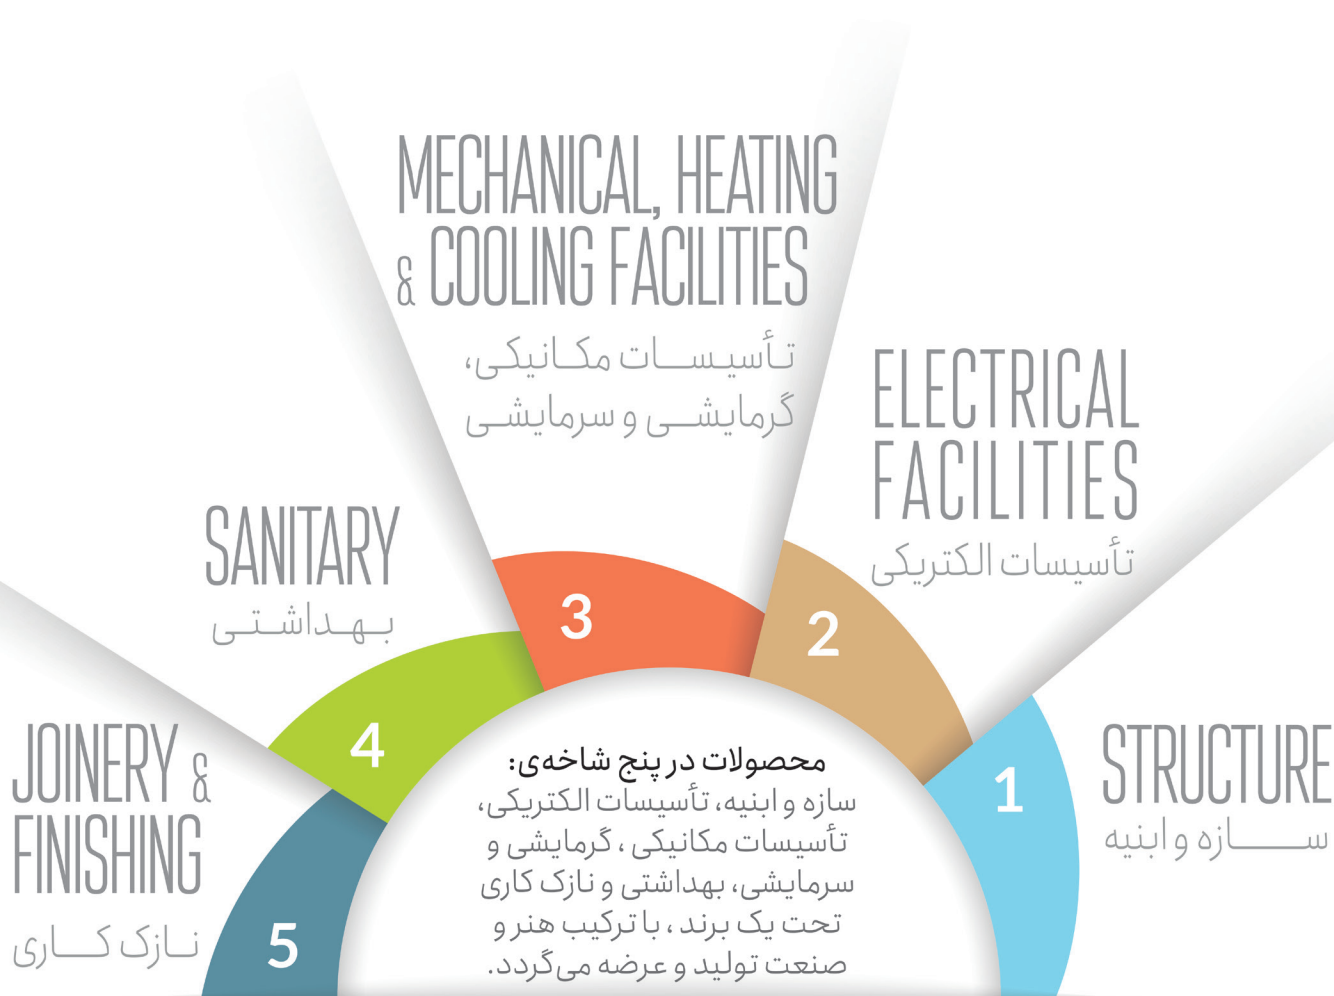 MECHANICAL, HEATING
& COOLING FACILITIES
تأسیسات مکانیکی،
گرمایشی و سرمایشی
ELECTRICAL
FACILITIES
تأسیسات الکتریکی
SANITARY
بهداشتی
JOINERY &
FINISHING
نازک کاری
STRUCTURE
سازه و ابنیه
1
2
3
4
5
محصولات در پنج شاخه‌ی:
سازه و ابنیه، تأسیسات الکتریکی،
تأسیسات مکانیکی ، گرمایشی و
سرمایشی، بهداشتی و نازک کاری
تحت یک برند ، با ترکیب هنر و
صنعت تولید و عرضه می‌گردد.